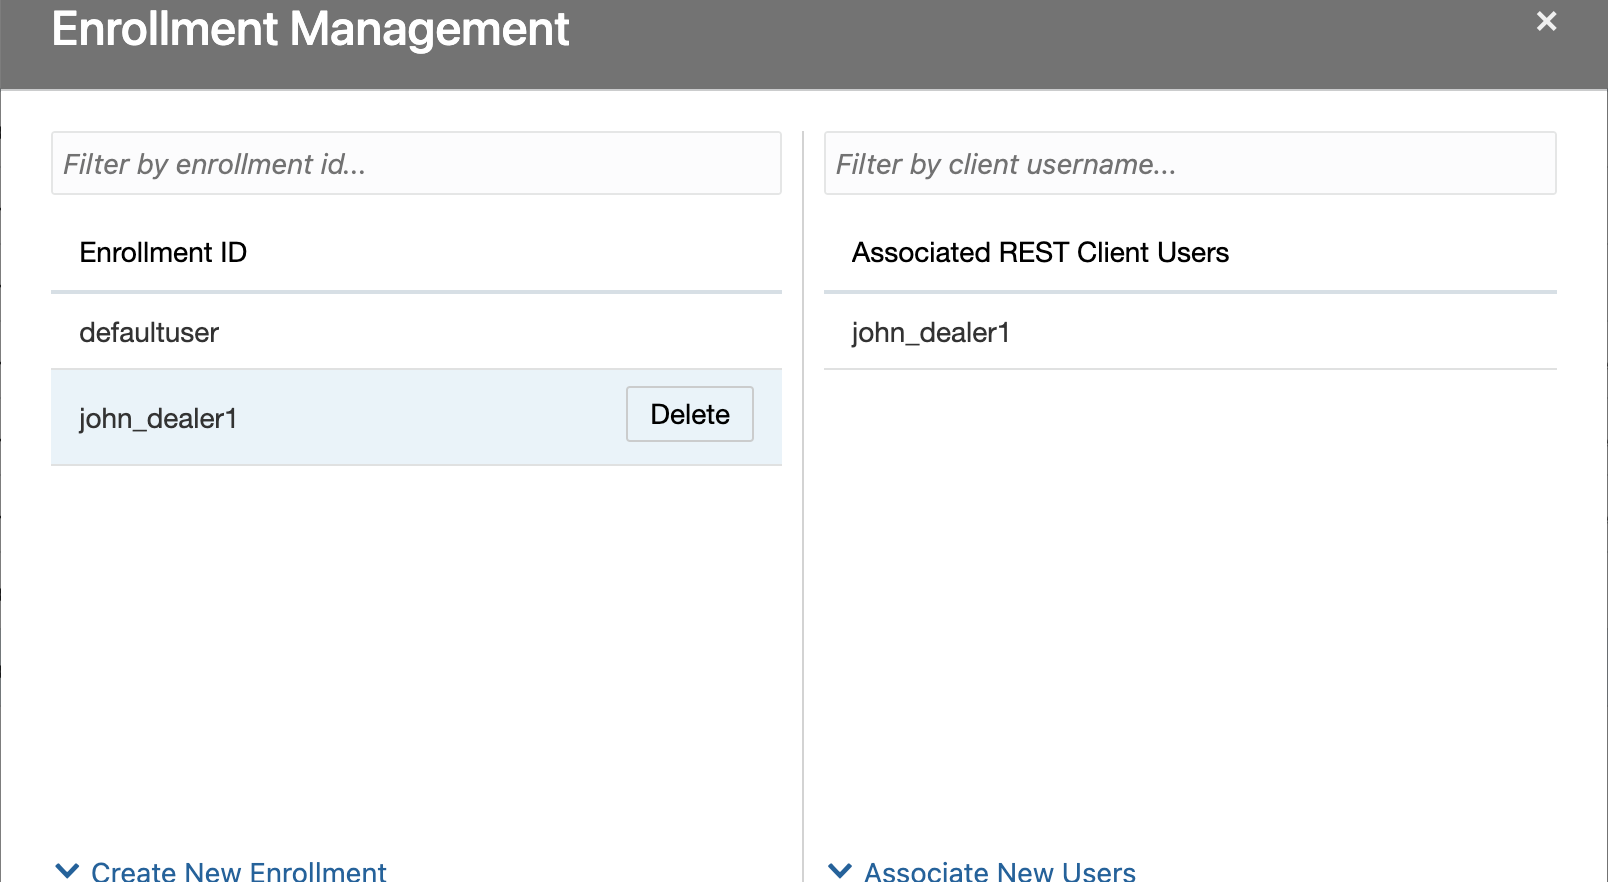 Enrollment Management
×
Filter by enrollment id...
Enrollment ID
defaultuser
john_dealer1
Delete
Create New Enrollment
Filter by client username...
Associated REST Client Users
john_dealer1
Associate New Users